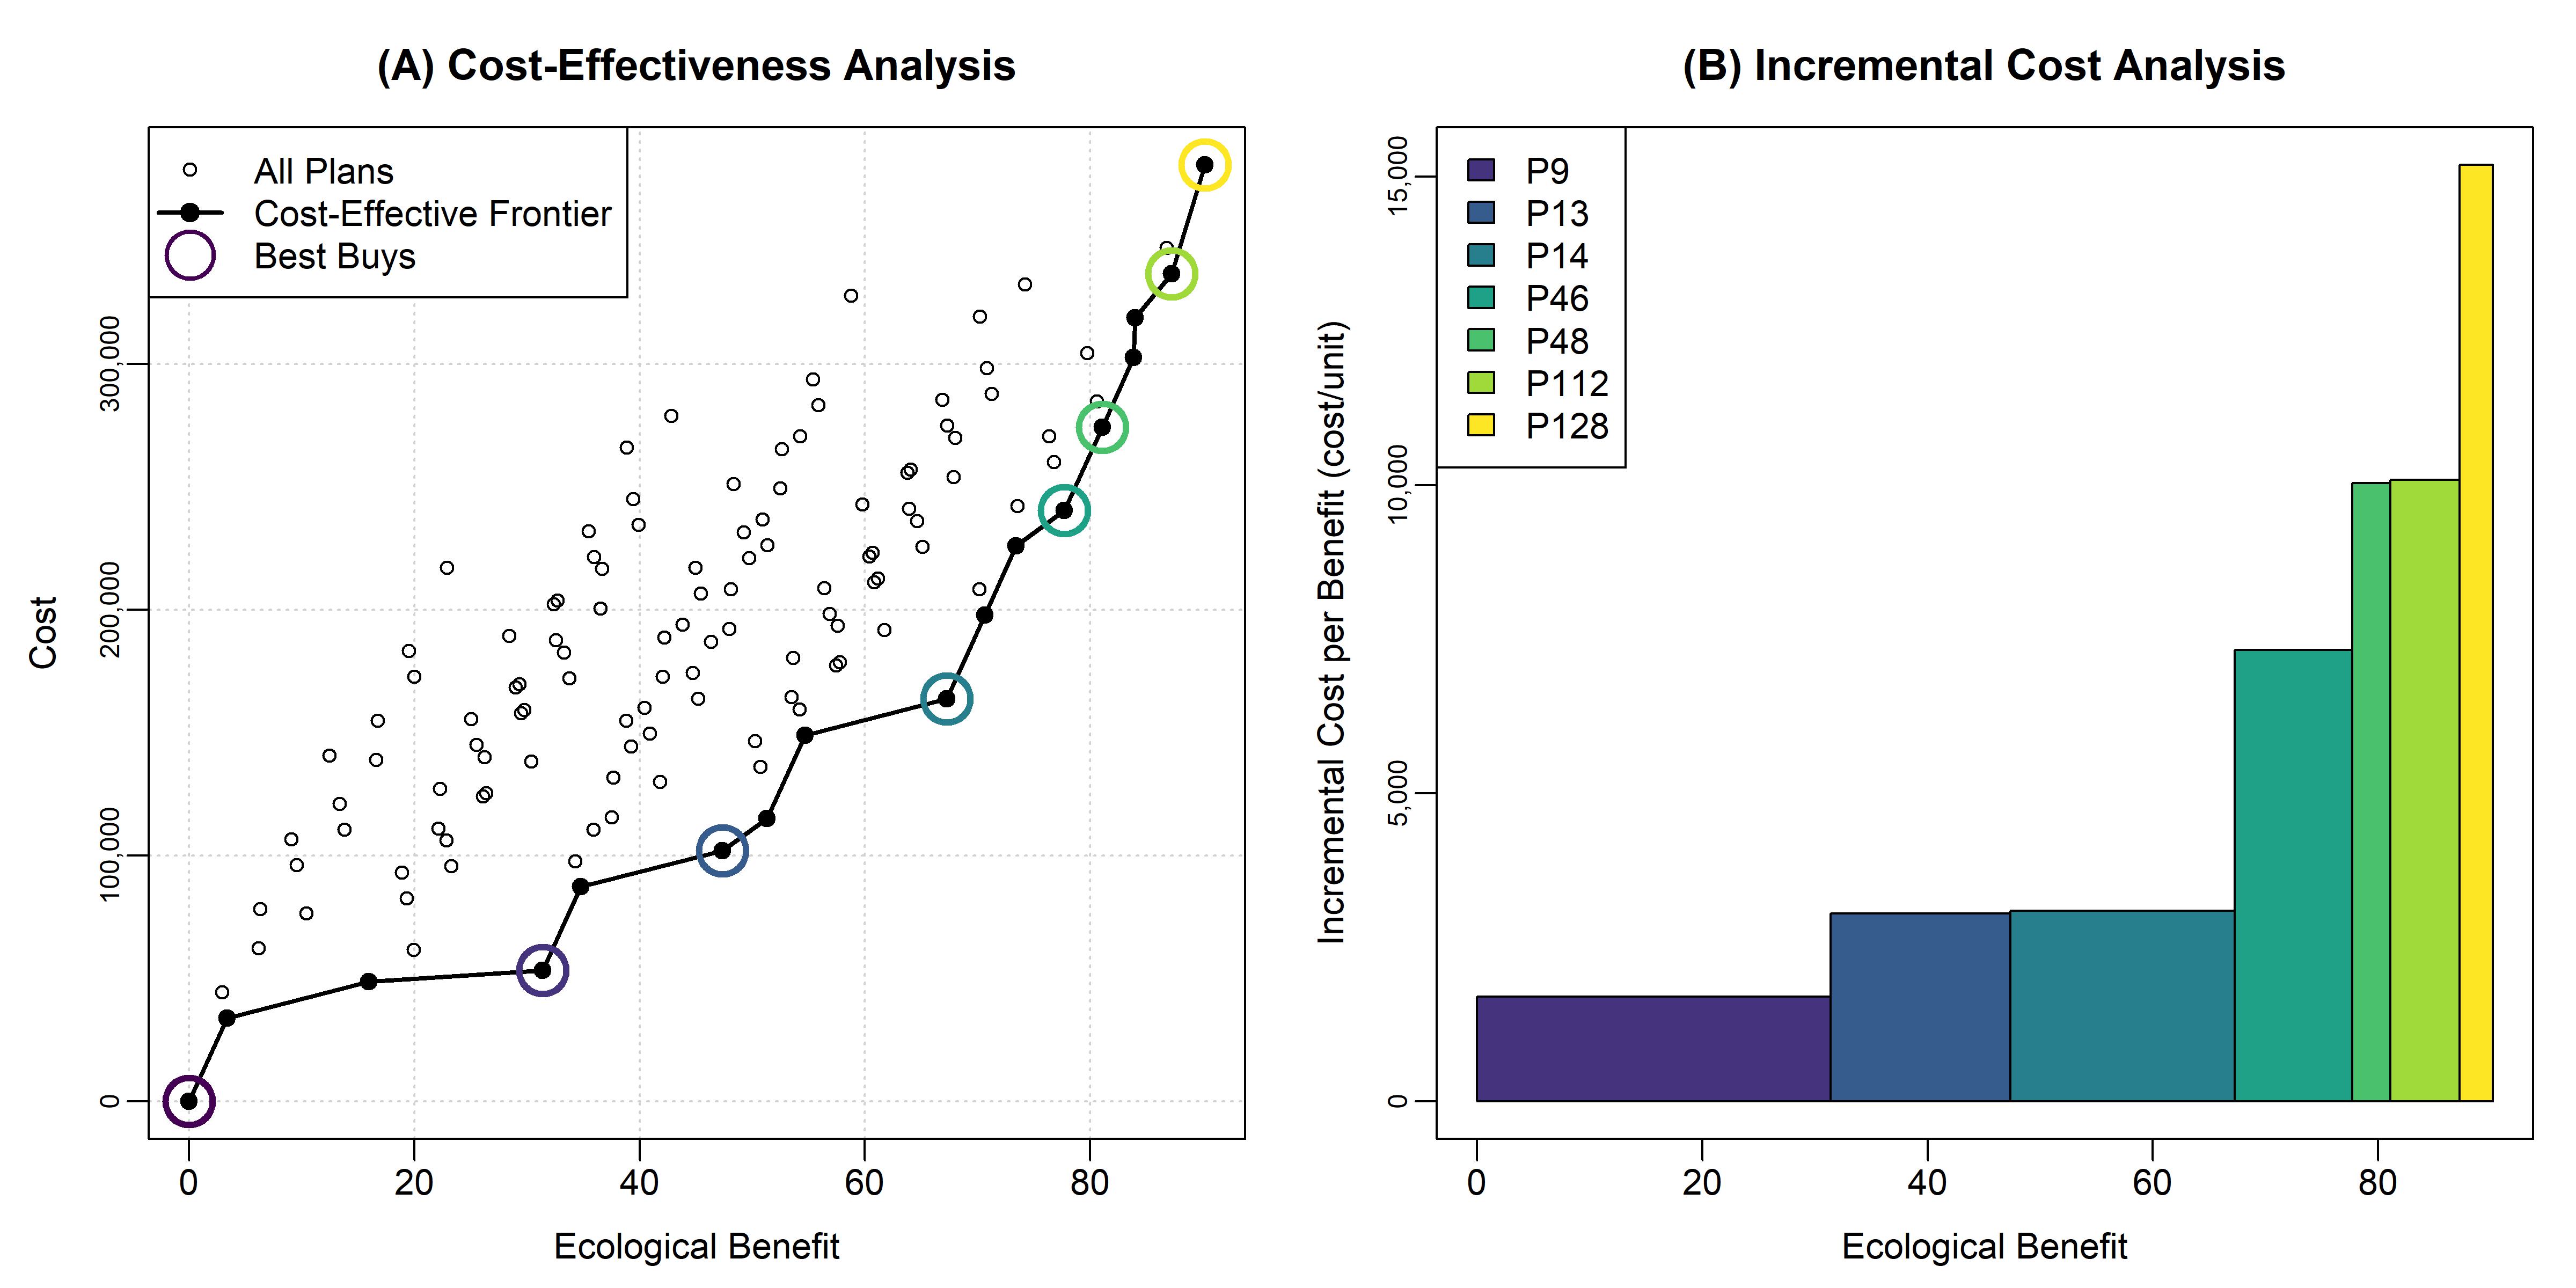 (A) Cost-Effectiveness Analysis
All Plans
Cost-Effective Frontier
Best Buys
Cost
0
100,000
200,000
300,000
0 20 40 60 80
Ecological Benefit
(B) Incremental Cost Analysis
P9
P13
P14
P46
P48
P112
P128
Incremental Cost per Benefit (cost/unit)
0
5,000
10,000
15,000
0 20 40 60 80
Ecological Benefit